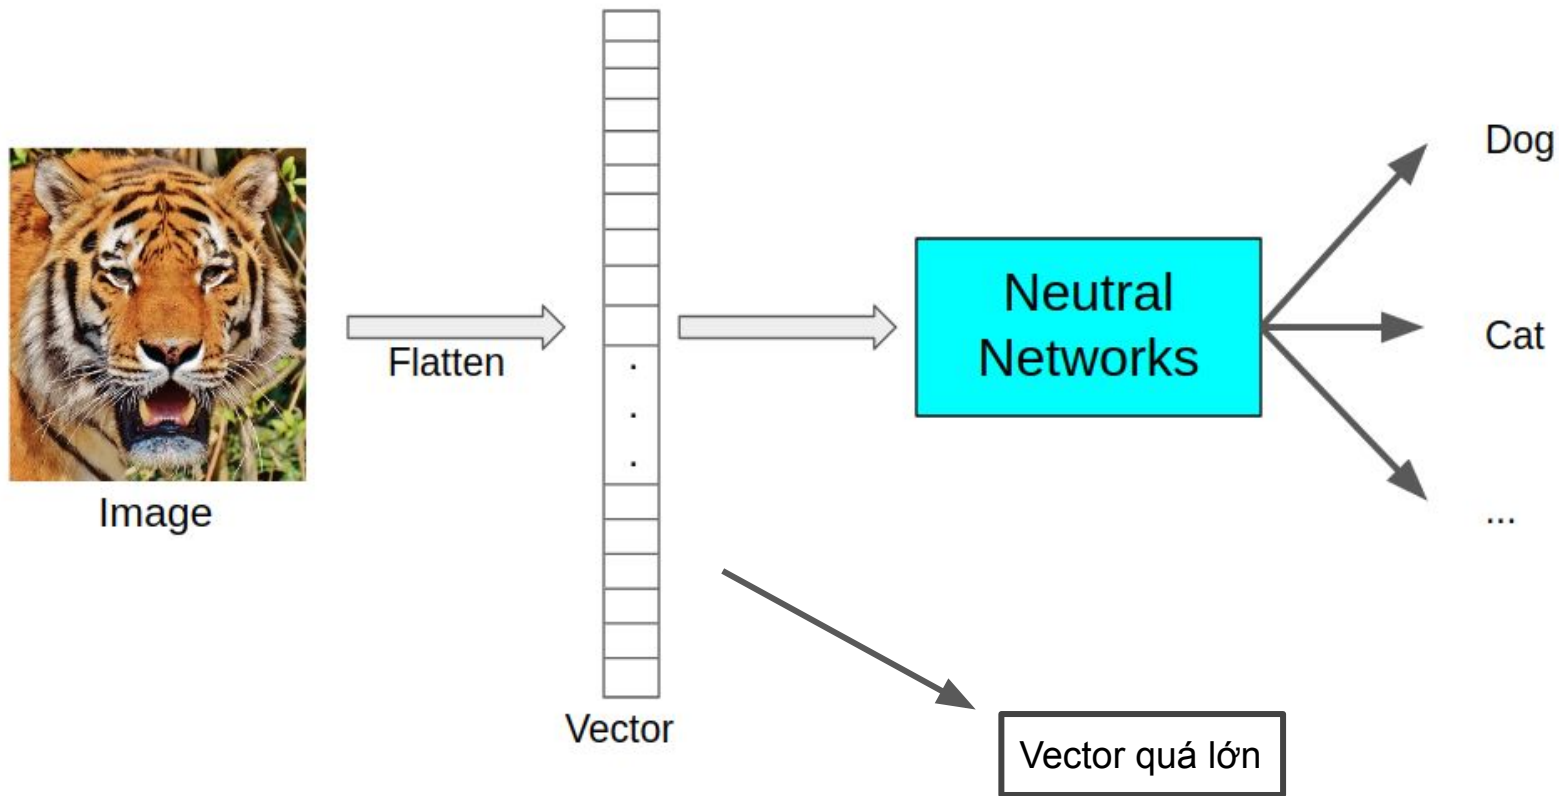 Image
Flatten
.
.
.
Vector
Neutral
Networks
Dog
Cat
...
Vector quá lớn